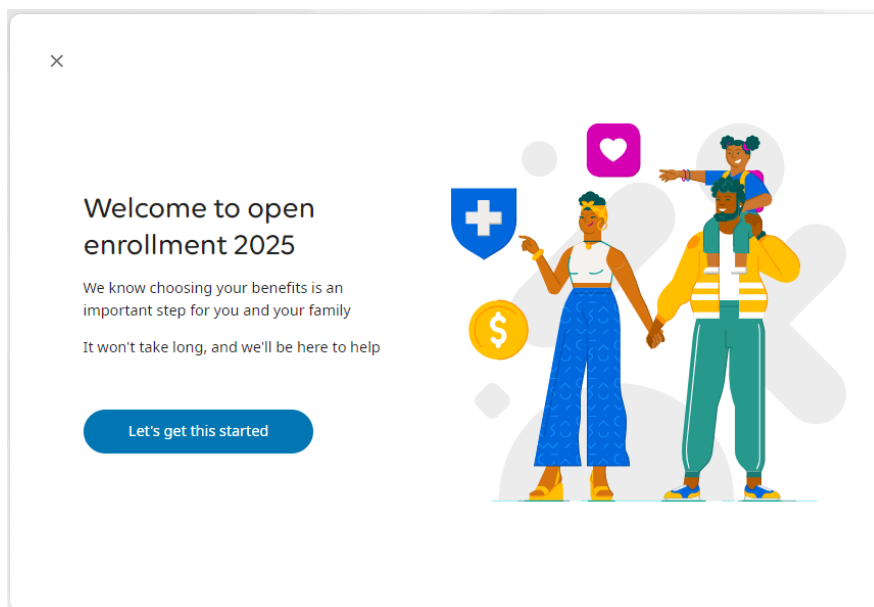 Welcome to open
enrollment 2025
We know choosing your benefits is an
important step for you and your family
It won't take long, and we'll be here to help
Let's get this started
$